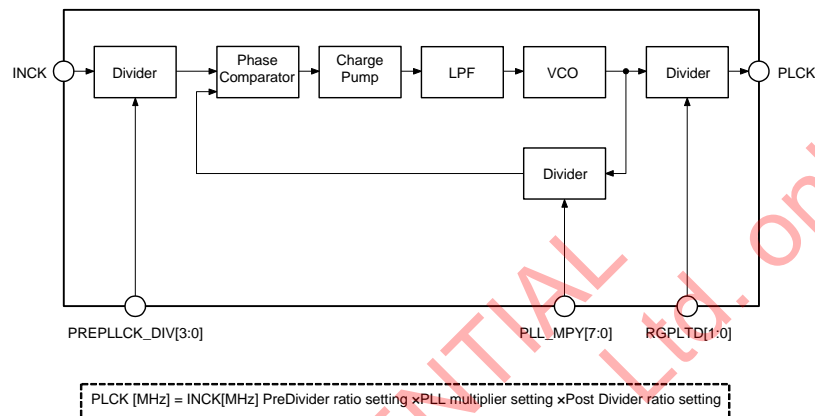 INCK
Divider
Phase
Comparator
Charge
Pump
LPF
VCO
Divider
PLCK
Divider
PREPLLCK_DIV[3:0]
PLL_MPY[7:0]
RGPLTD[1:0]
PLCK [MHz] = INCK[MHz] PreDivider ratio setting ×PLL multiplier setting ×Post Divider ratio setting
Ltd.